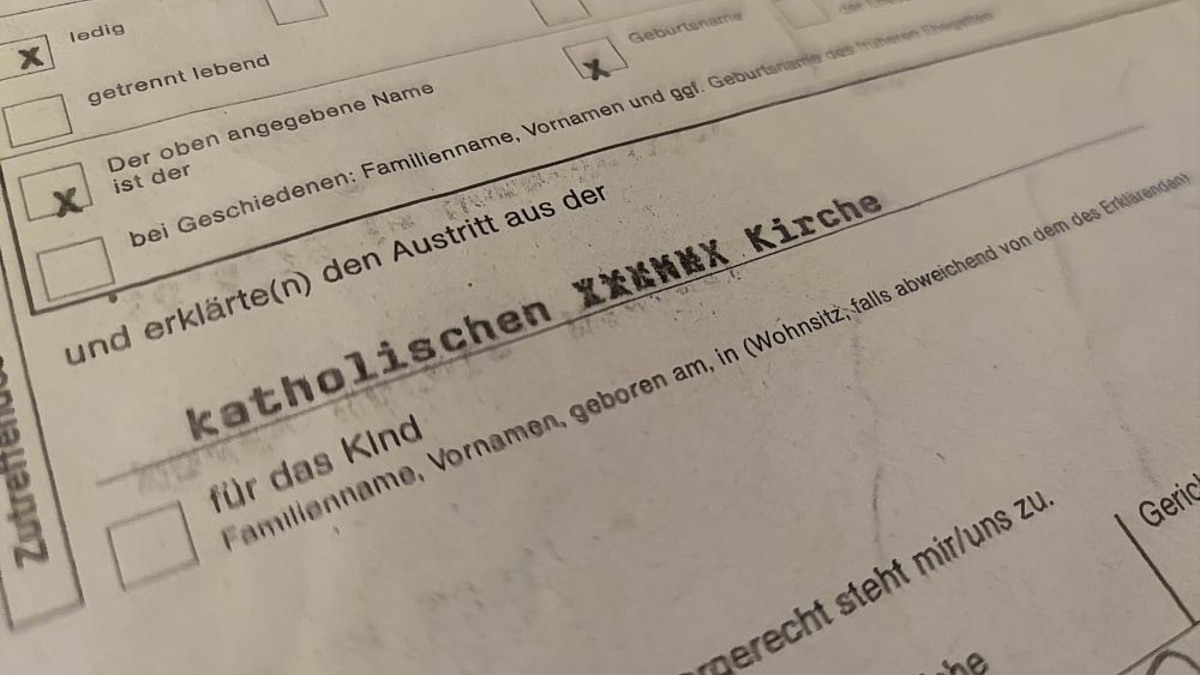 x ledig
getrennt lebend
x Der oben angegebene Name
ist der
x Geburtsname
bei Geschiedenen: Familienname, Vornamen und ggf. Geburtsname des früheren Ehegatten
und erklärte(n) den Austritt aus der
katholischen XXXXXX Kirche
für das Kind
Familienname, Vornamen, geboren am, in (Wohnsitz, falls abweichend von dem des Erklärenden)
steht mir/uns zu.
Zutreffendes